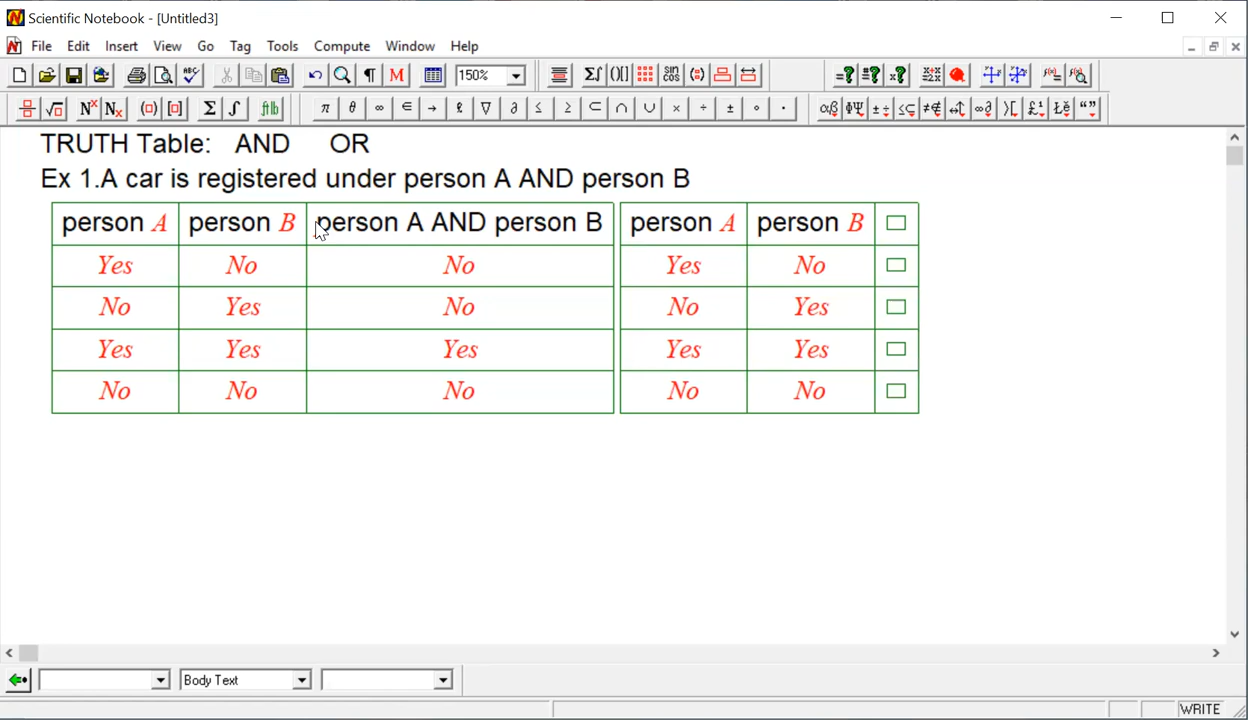 Scientific Notebook - [Untitled3]
File Edit Insert View Go Tag Tools Compute Window Help
150%
π θ ∞ ∈ → ℓ ∇ ∂ ≤ ≥ ⊂ ∩ ∪ × ÷ ± ∘ ·
TRUTH Table: AND OR
Ex 1.A car is registered under person A AND person B
person A person B person A AND person B person A person B
Yes No No Yes No
No Yes No No Yes
Yes Yes Yes Yes Yes
No No No No No
Body Text
WRITE